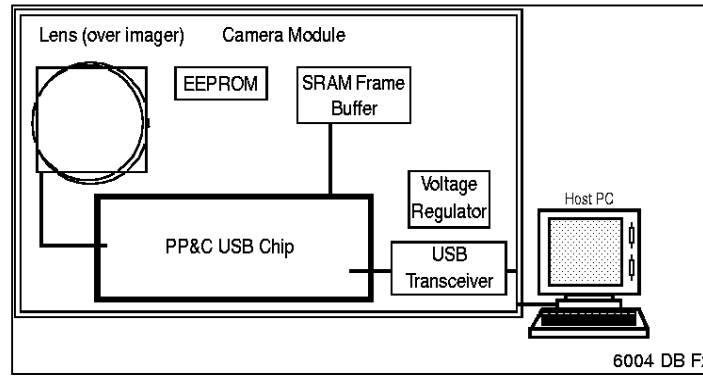 Lens (over imager)
Camera Module
EEPROM
SRAM Frame
Buffer
Voltage
Regulator
Host PC
PP&C USB Chip
USB
Transceiver
6004 DB